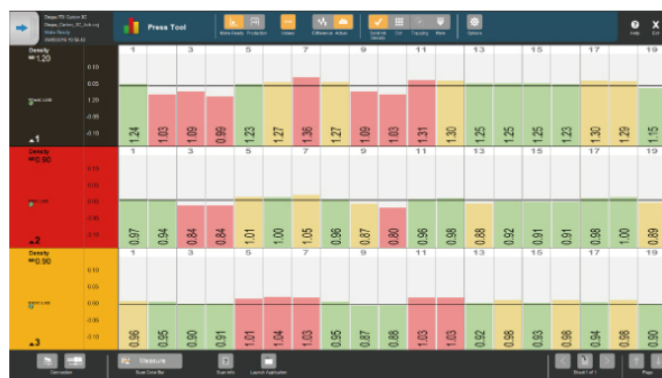 Press Tool
Make Ready Production
Difference Actual
Options
Help
Exit
Density
1.20
1 3 5 7 9 11 13 15 17 19
0.10
0.05
1.20
-0.05
-0.10
1
1.24 1.03 1.09 0.99 1.23 1.27 1.36 1.27 1.09 1.03 1.31 1.30 1.25 1.25 1.25 1.23 1.30 1.29 1.15
Density
0.90
1 3 5 7 9 11 13 15 17 19
0.10
0.05
0.90
-0.05
-0.10
2
0.97 0.94 0.84 0.84 1.01 1.00 1.05 0.96 0.87 0.80 0.96 0.98 0.88 0.92 0.91 0.91 0.98 1.00 0.89
Density
0.90
1 3 5 7 9 11 13 15 17 19
0.10
0.05
0.90
-0.05
-0.10
3
0.96 0.95 0.90 0.91 1.01 1.04 1.03 0.95 0.87 0.88 1.03 1.03 0.92 0.98 0.93 0.98 0.94 0.98 0.90
Connection
Measure
Scan Color Bar
Scan Info
Launch Application
Sheet 1 of 1
Page